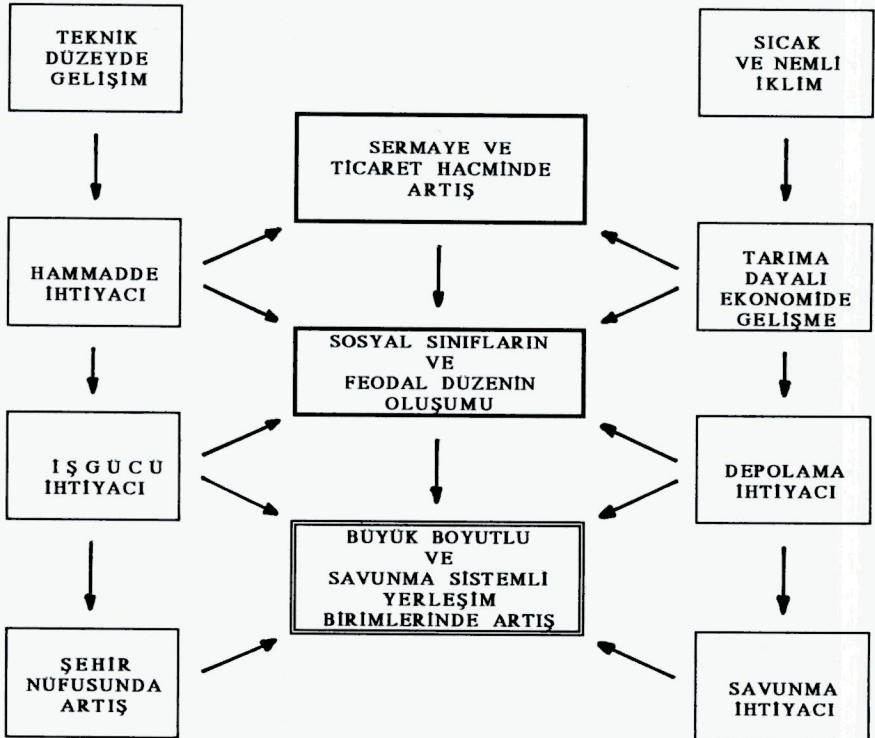 TEKNİK
DÜZEYDE
GELİŞİM
SICAK
VE NEMLİ
İKLİM
SERMAYE VE
TİCARET HACMİNDE
ARTIŞ
HAMMADDE
İHTİYACI
TARIMA
DAYALI
EKONOMİDE
GELİŞME
SOSYAL SINIFLARIN
VE
FEODAL DÜZENİN
OLUŞUMU
İŞGÜCÜ
İHTİYACI
DEPOLAMA
İHTİYACI
BÜYÜK BOYUTLU
VE
SAVUNMA SİSTEMLİ
YERLEŞİM
BİRİMLERİNDE ARTIŞ
ŞEHİR
NÜFUSUNDA
ARTIŞ
SAVUNMA
İHTİYACI